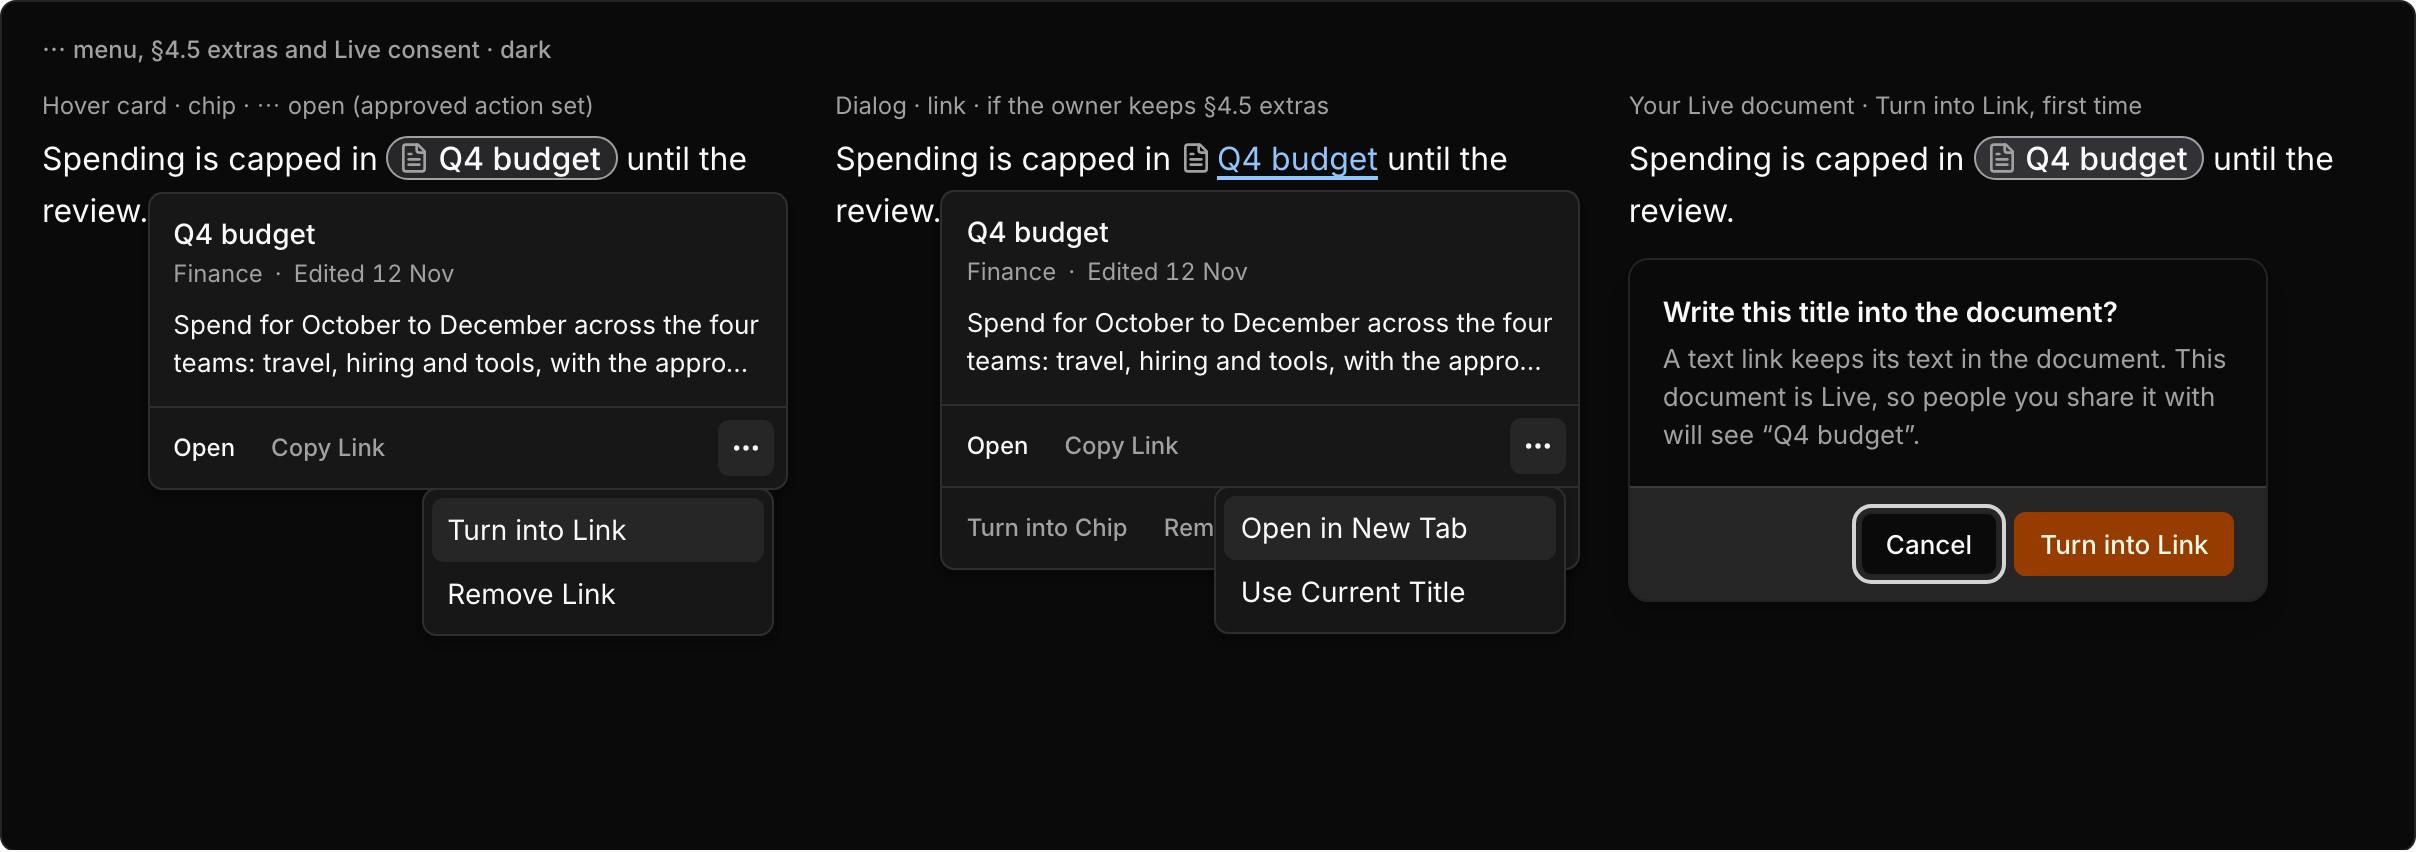 ··· menu, §4.5 extras and Live consent · dark
Hover card · chip · ··· open (approved action set)
Spending is capped in Q4 budget until the
review.
Q4 budget
Finance · Edited 12 Nov
Spend for October to December across the four
teams: travel, hiring and tools, with the appro...
Open Copy Link ···
Turn into Link
Remove Link
Dialog · link · if the owner keeps §4.5 extras
Spending is capped in Q4 budget until the
review.
Q4 budget
Finance · Edited 12 Nov
Spend for October to December across the four
teams: travel, hiring and tools, with the appro...
Open Copy Link ···
Turn into Chip Rem
Open in New Tab
Use Current Title
Your Live document · Turn into Link, first time
Spending is capped in Q4 budget until the
review.
Write this title into the document?
A text link keeps its text in the document. This
document is Live, so people you share it with
will see “Q4 budget”.
Cancel Turn into Link